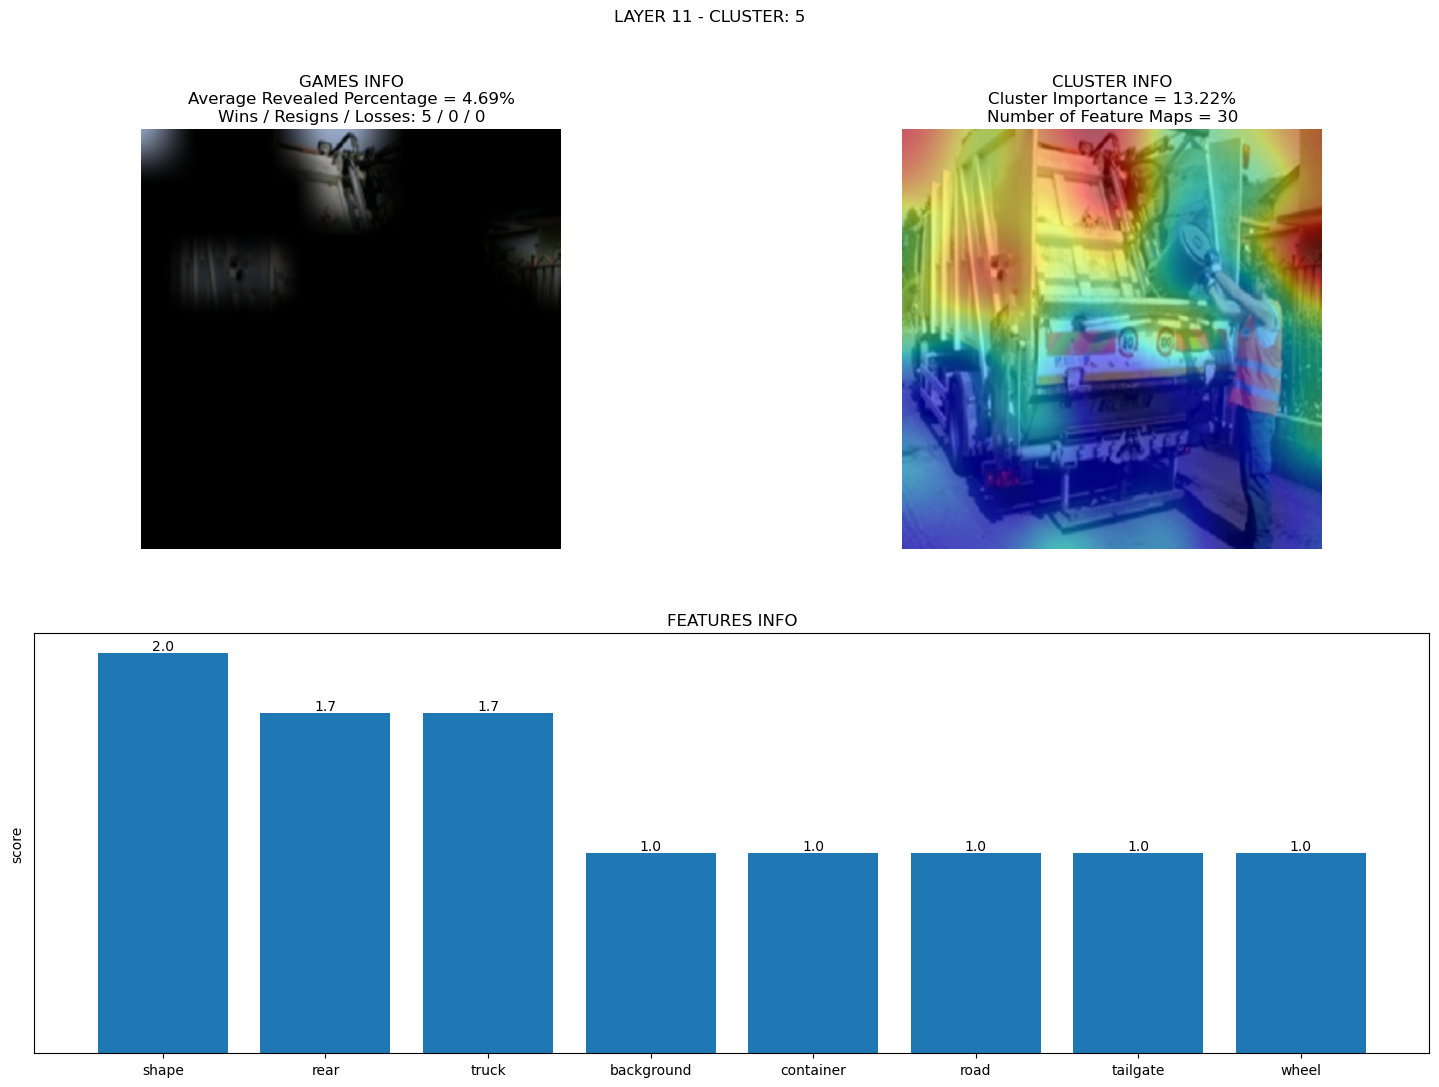 LAYER 11 - CLUSTER: 5
GAMES INFO
Average Revealed Percentage = 4.69%
Wins / Resigns / Losses: 5 / 0 / 0
CLUSTER INFO
Cluster Importance = 13.22%
Number of Feature Maps = 30
FEATURES INFO
score
2.0
1.7
1.7
1.0
1.0
1.0
1.0
1.0
shape
rear
truck
background
container
road
tailgate
wheel